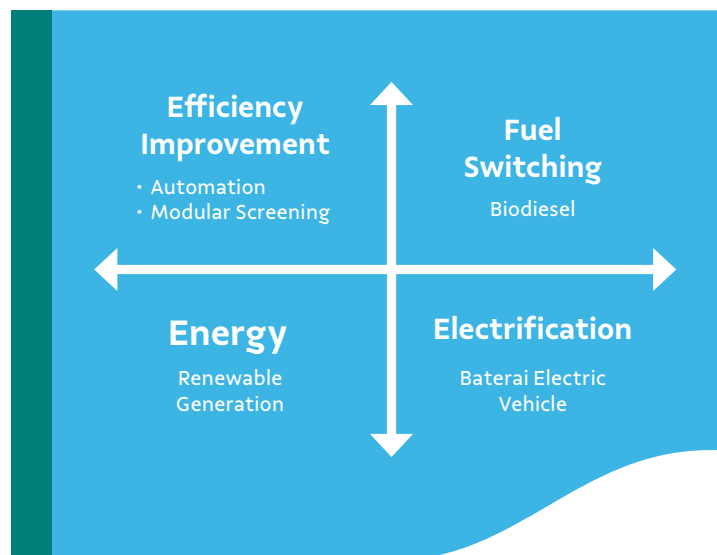 Efficiency
Improvement
• Automation
• Modular Screening
Fuel
Switching
Biodiesel
Energy
Renewable
Generation
Electrification
Baterai Electric
Vehicle